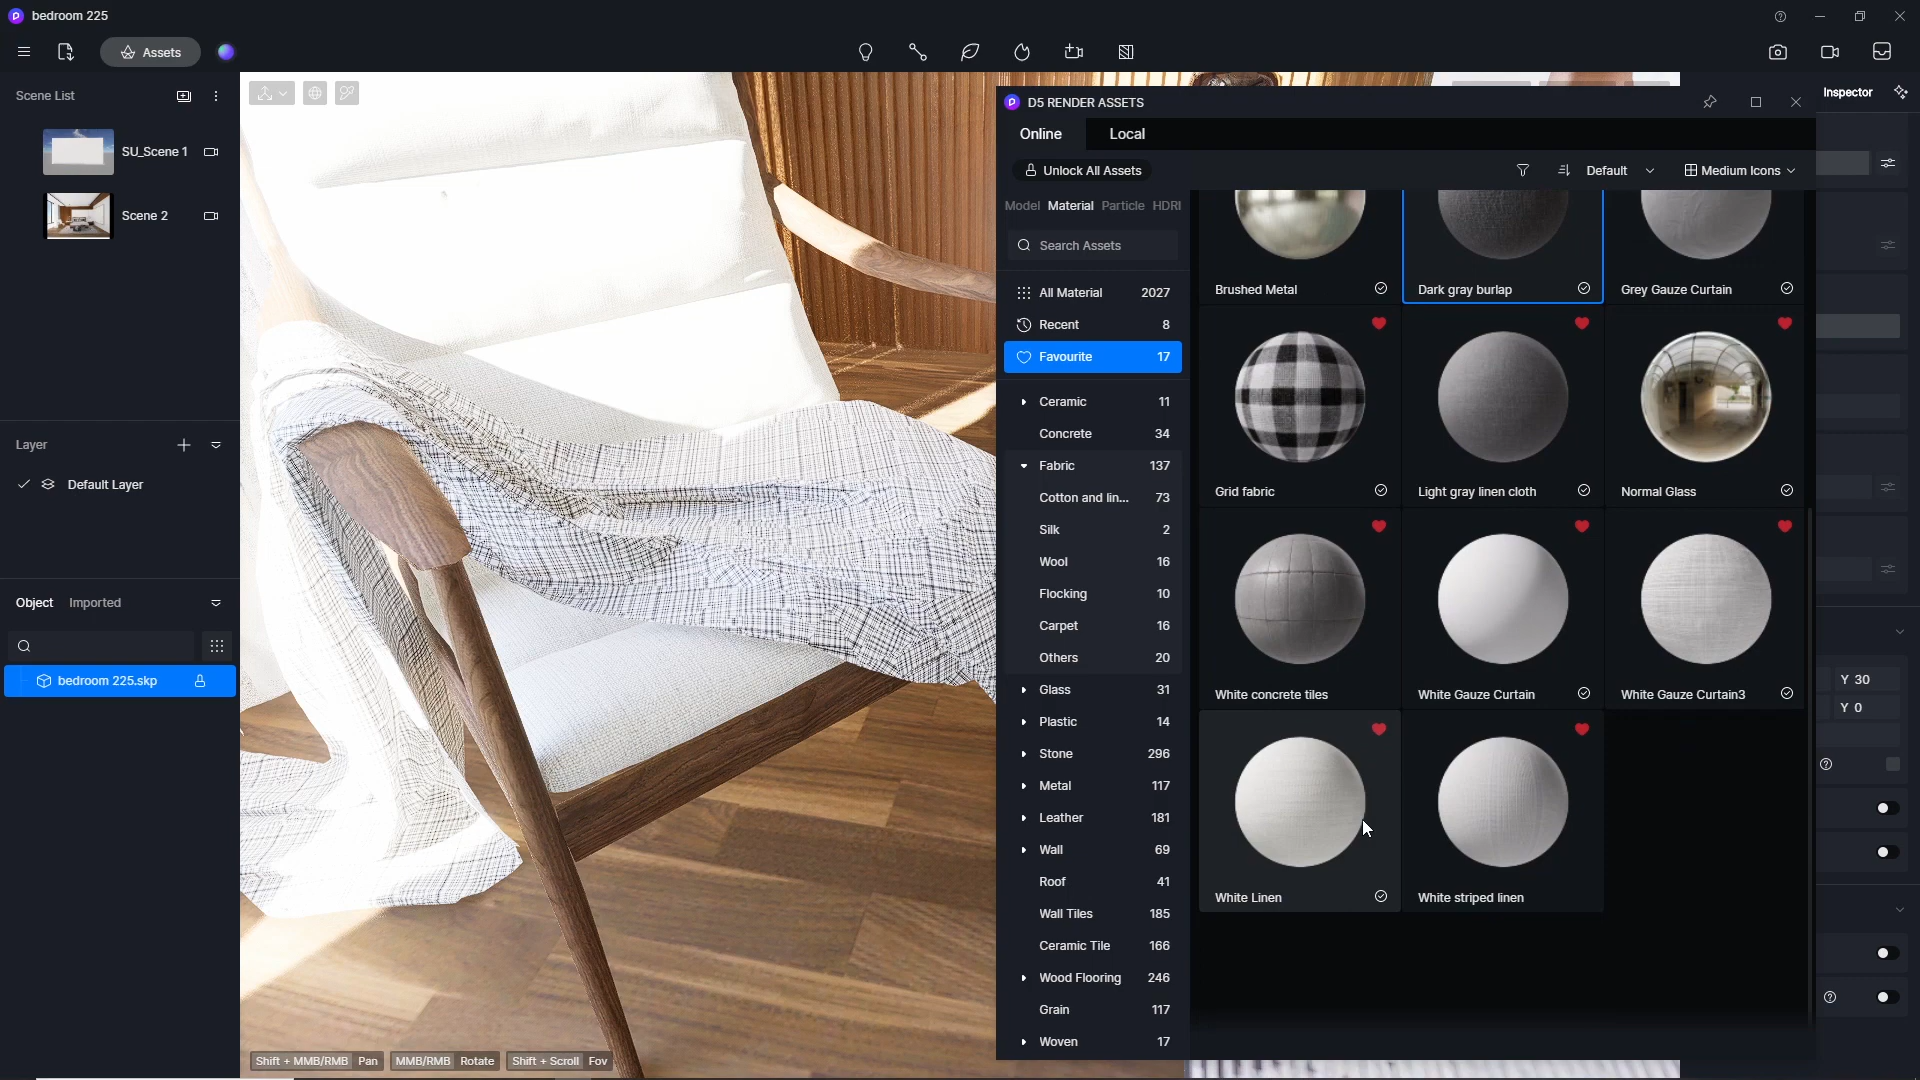 bedroom 225
Assets
Scene List
SU_Scene 1
Scene 2
Layer
Default Layer
Object Imported
bedroom 225.skp
Shift + MMB/RMB Pan MMB/RMB Rotate Shift + Scroll Fov
D5 RENDER ASSETS
Online Local
Unlock All Assets
Default Medium Icons
Model Material Particle HDRI
Search Assets
All Material 2027
Recent 8
Favourite 17
Ceramic 11
Concrete 34
Fabric 137
Cotton and lin... 73
Silk 2
Wool 16
Flocking 10
Carpet 16
Others 20
Glass 31
Plastic 14
Stone 296
Metal 117
Leather 181
Wall 69
Roof 41
Wall Tiles 185
Ceramic Tile 166
Wood Flooring 246
Grain 117
Woven 17
Brushed Metal Dark gray burlap Grey Gauze Curtain
Grid fabric Light gray linen cloth Normal Glass
White concrete tiles White Gauze Curtain White Gauze Curtain3
White Linen White striped linen
Inspector
Y 30
Y 0